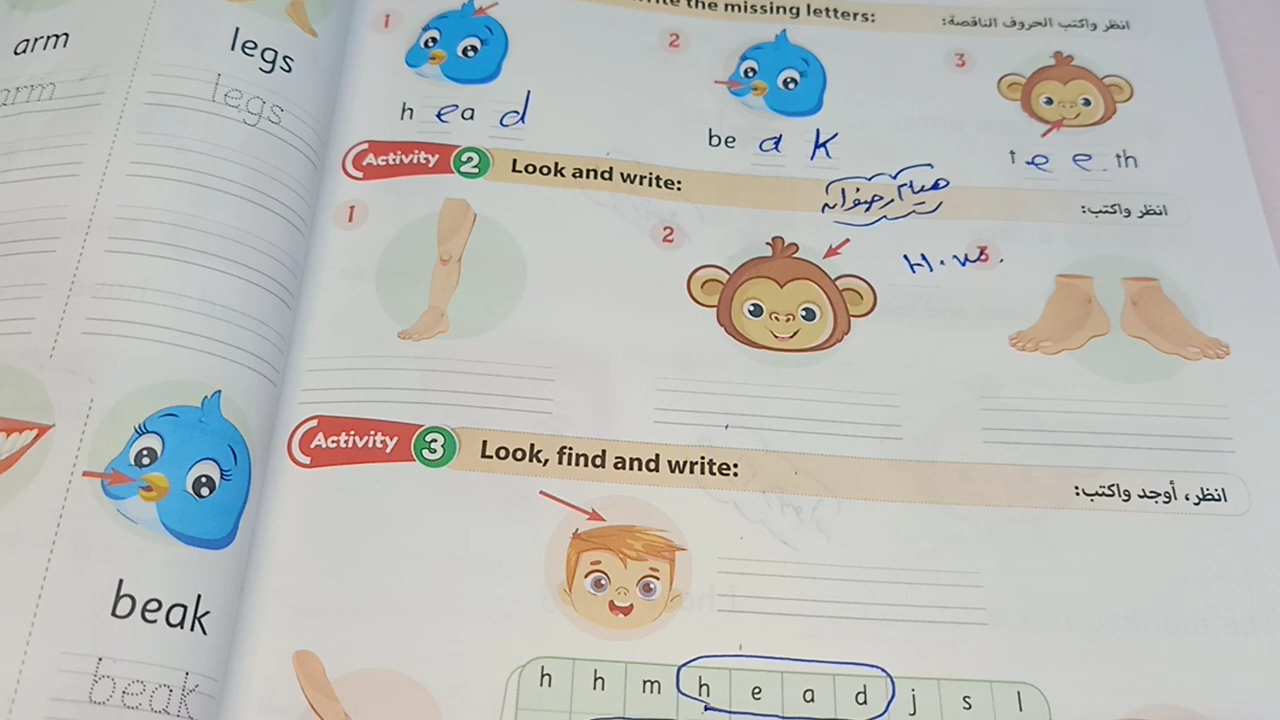 arm
arm
legs
legs
beak
beak
the missing letters:
انظر واكتب الحروف الناقصة:
1
2
3
h ea d
be a k
t e e th
Activity 2 Look and write:
انظر واكتب:
1
2
3
H.w
Activity 3 Look, find and write:
انظر، أوجد واكتب:
h h m h e a d j s l